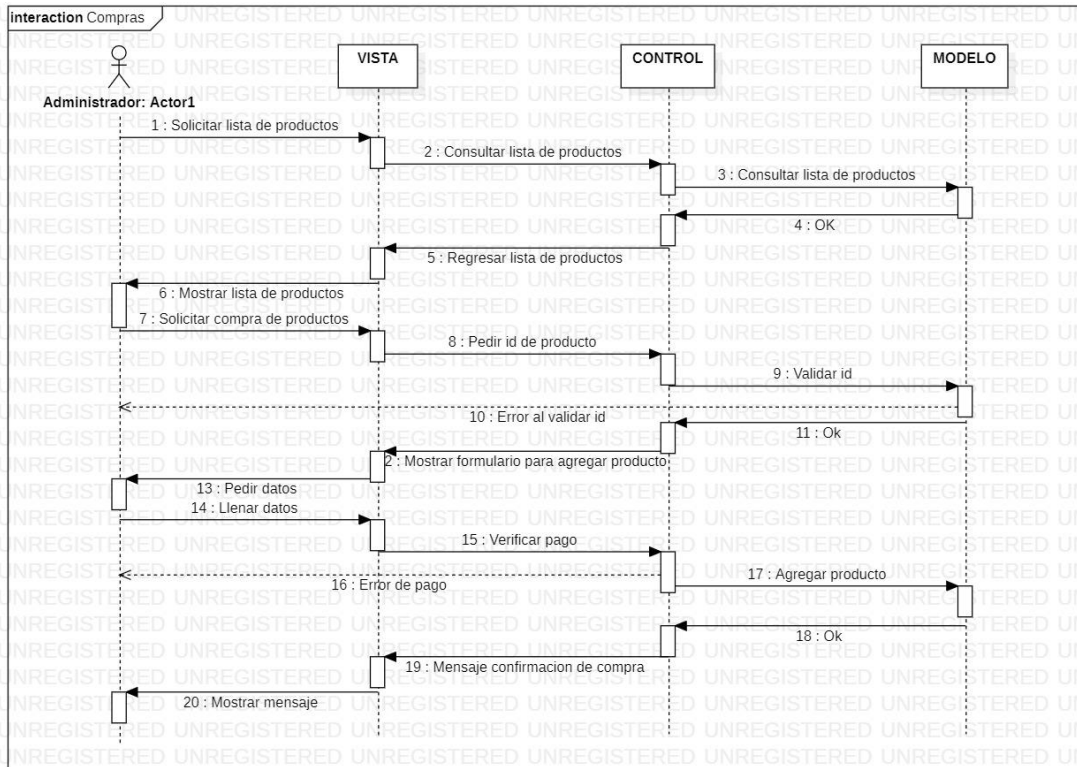 interaction Compras
VISTA
CONTROL
MODELO
Administrador: Actor1
1 : Solicitar lista de productos
2 : Consultar lista de productos
3 : Consultar lista de productos
4 : OK
5 : Regresar lista de productos
6 : Mostrar lista de productos
7 : Solicitar compra de productos
8 : Pedir id de producto
9 : Validar id
10 : Error al validar id
11 : Ok
2 : Mostrar formulario para agregar producto
13 : Pedir datos
14 : Llenar datos
15 : Verificar pago
16 : Error de pago
17 : Agregar producto
18 : Ok
19 : Mensaje confirmacion de compra
20 : Mostrar mensaje
UNREGISTERED